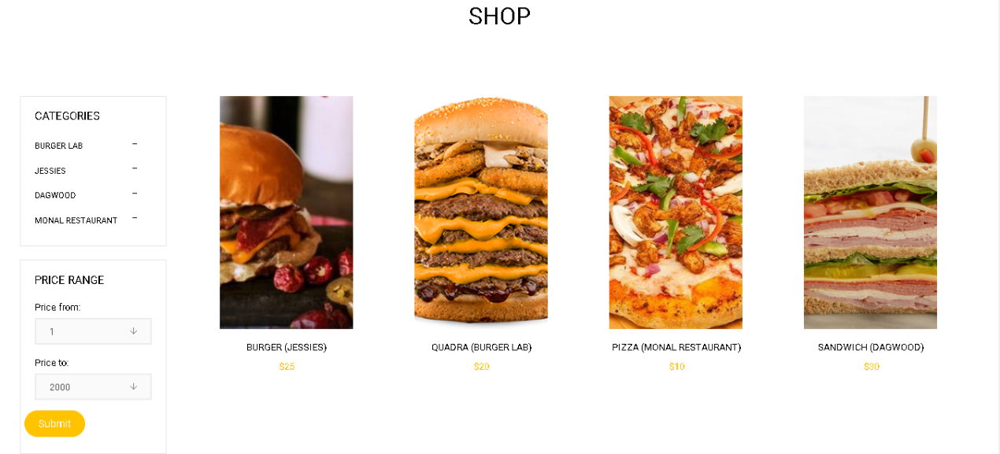 SHOP
CATEGORIES
BURGER LAB -
JESSIES -
DAGWOOD -
MONAL RESTAURANT -
PRICE RANGE
Price from:
1
Price to:
2000
Submit
BURGER (JESSIES)
$25
QUADRA (BURGER LAB)
$20
PIZZA (MONAL RESTAURANT)
$10
SANDWICH (DAGWOOD)
$30